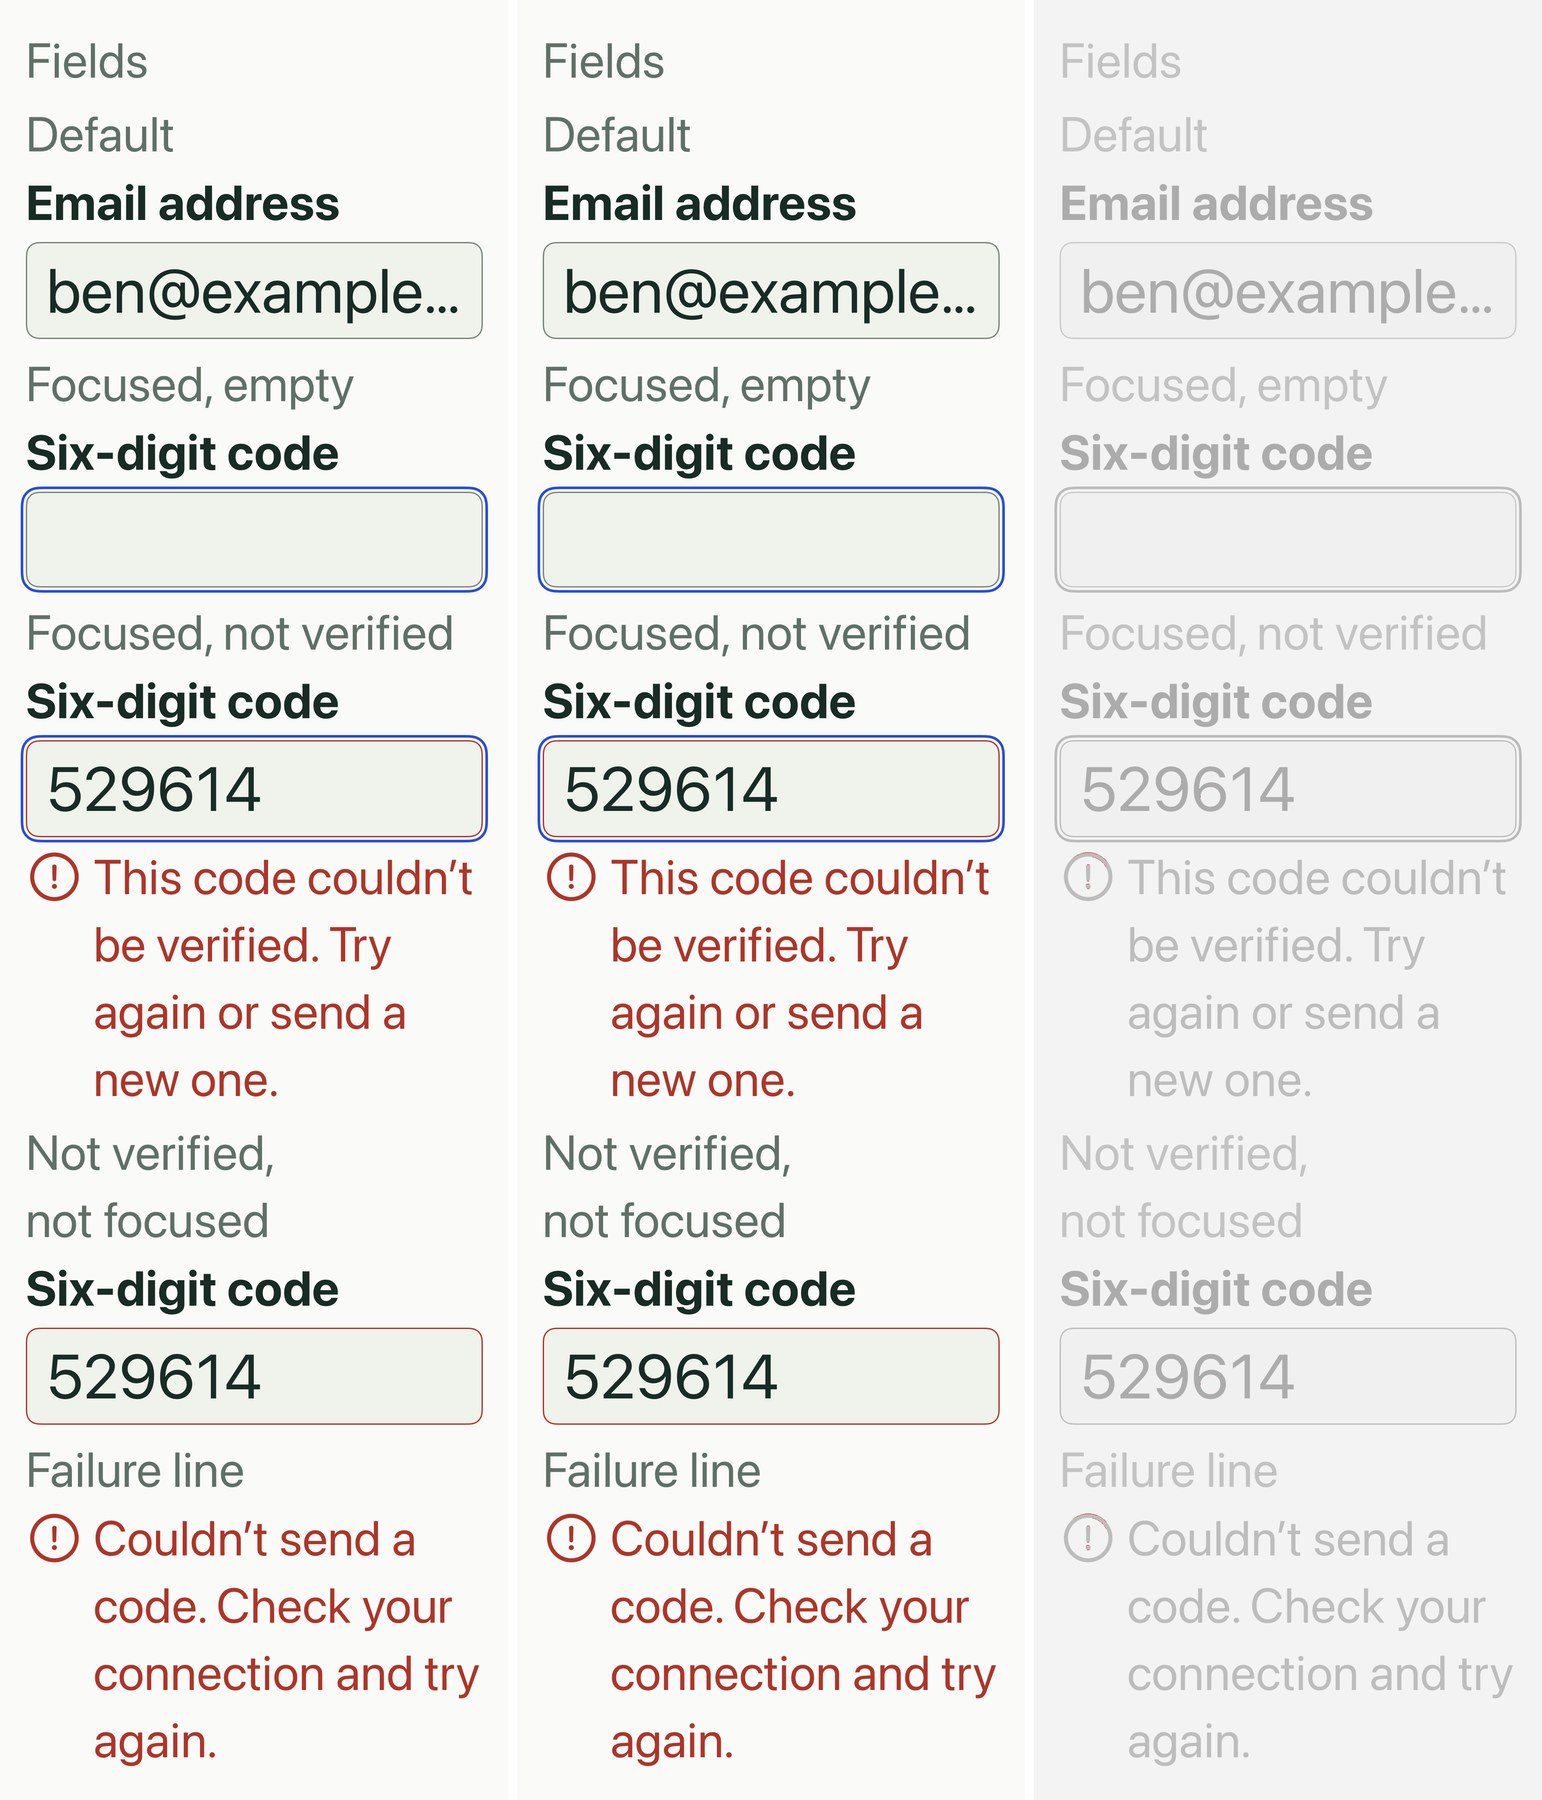 Fields
Default
Email address
ben@example...
Focused, empty
Six-digit code
Focused, not verified
Six-digit code
529614
This code couldn’t
be verified. Try
again or send a
new one.
Not verified,
not focused
Six-digit code
529614
Failure line
Couldn’t send a
code. Check your
connection and try
again.
Fields
Default
Email address
ben@example...
Focused, empty
Six-digit code
Focused, not verified
Six-digit code
529614
This code couldn’t
be verified. Try
again or send a
new one.
Not verified,
not focused
Six-digit code
529614
Failure line
Couldn’t send a
code. Check your
connection and try
again.
Fields
Default
Email address
ben@example...
Focused, empty
Six-digit code
Focused, not verified
Six-digit code
529614
This code couldn’t
be verified. Try
again or send a
new one.
Not verified,
not focused
Six-digit code
529614
Failure line
Couldn’t send a
code. Check your
connection and try
again.